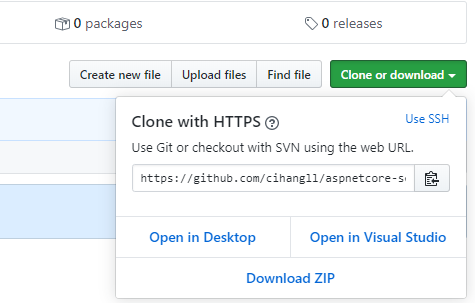 0 packages 0 releases
Create new file Upload files Find file Clone or download
Clone with HTTPS Use SSH
Use Git or checkout with SVN using the web URL.
https://github.com/cihangll/aspnetcore-s
Open in Desktop Open in Visual Studio
Download ZIP